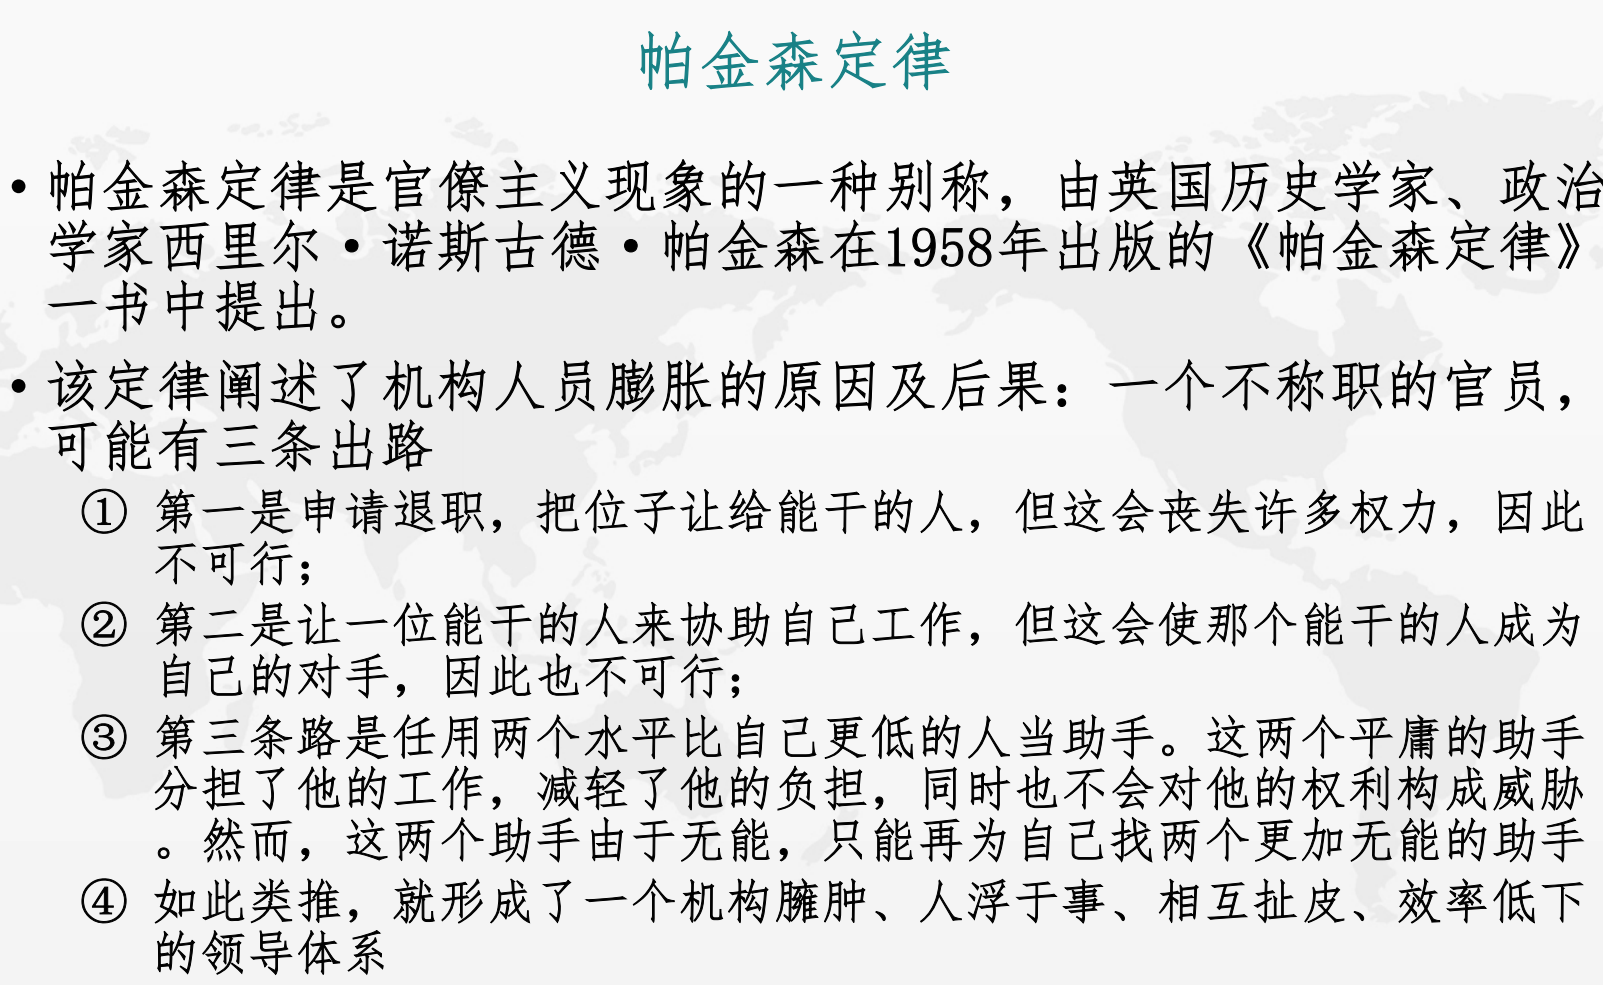 帕金森定律
•帕金森定律是官僚主义现象的一种别称，由英国历史学家、政治
学家西里尔•诺斯古德•帕金森在1958年出版的《帕金森定律》
一书中提出。
•该定律阐述了机构人员膨胀的原因及后果：一个不称职的官员，
可能有三条出路
① 第一是申请退职，把位子让给能干的人，但这会丧失许多权力，因此
不可行；
② 第二是让一位能干的人来协助自己工作，但这会使那个能干的人成为
自己的对手，因此也不可行；
③ 第三条路是任用两个水平比自己更低的人当助手。这两个平庸的助手
分担了他的工作，减轻了他的负担，同时也不会对他的权利构成威胁
。然而，这两个助手由于无能，只能再为自己找两个更加无能的助手
④ 如此类推，就形成了一个机构臃肿、人浮于事、相互扯皮、效率低下
的领导体系